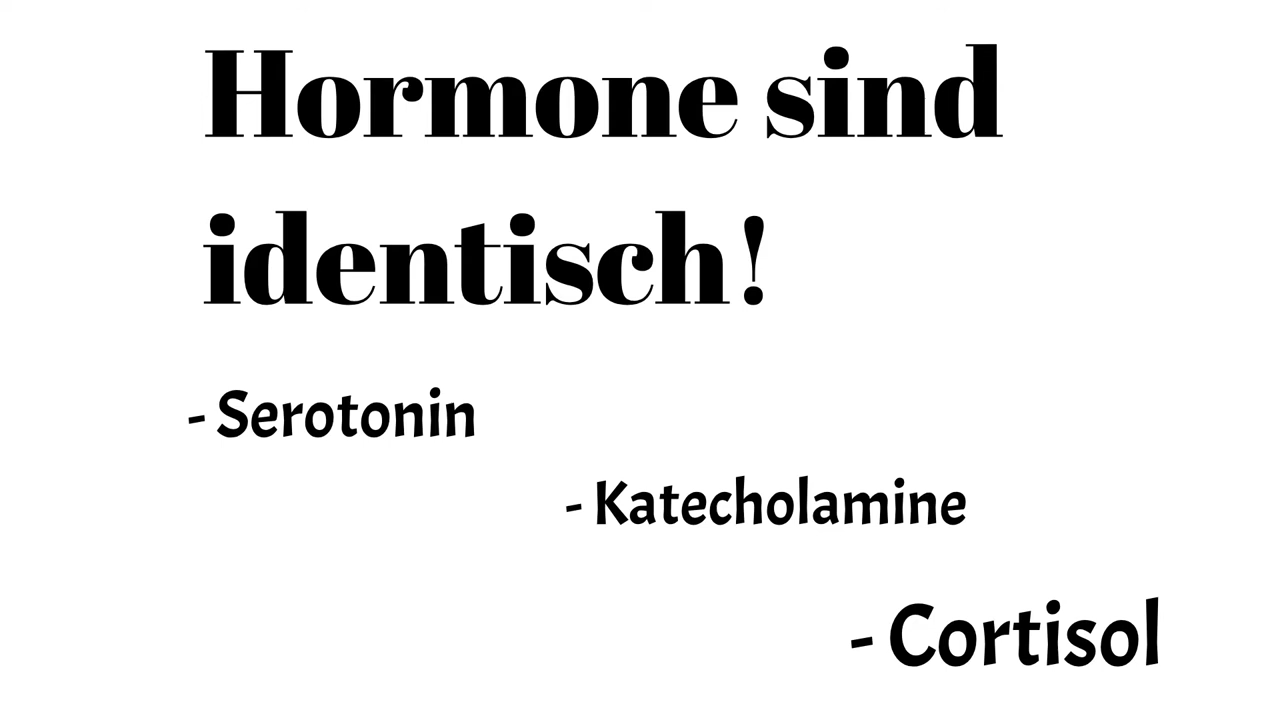 Hormone sind
identisch!
- Serotonin
- Katecholamine
- Cortisol